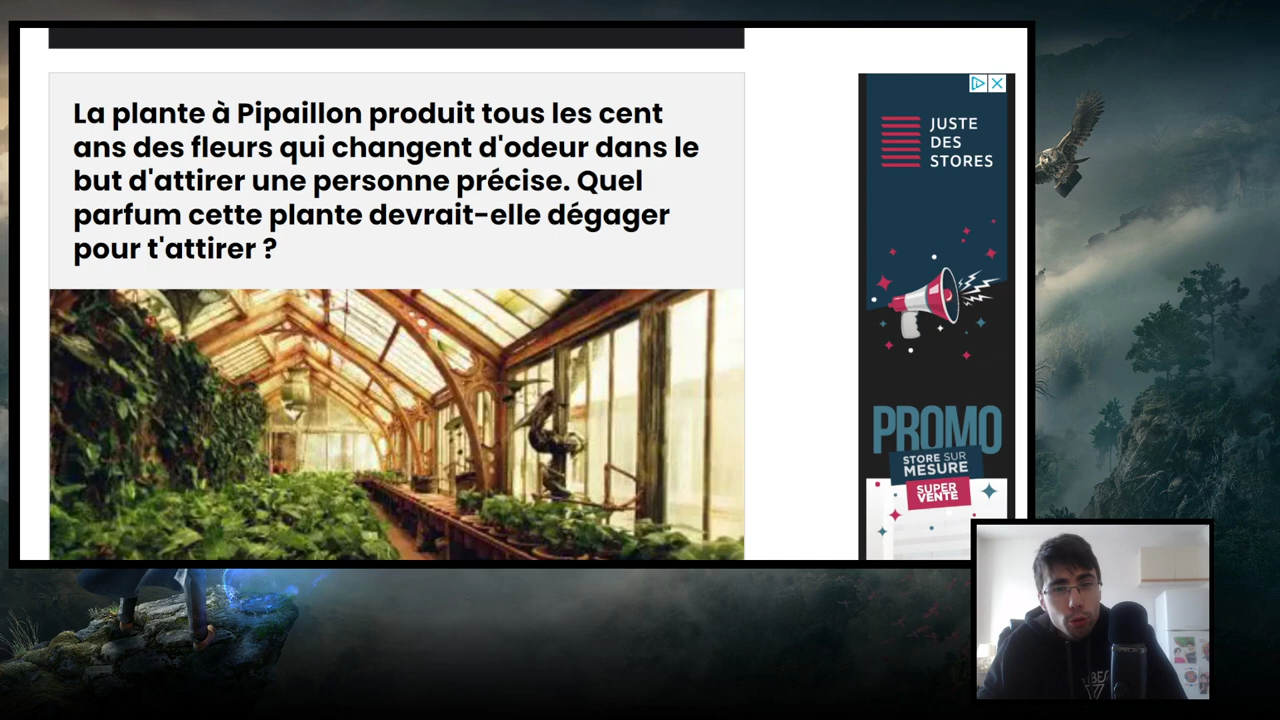 La plante à Pipaillon produit tous les cent
ans des fleurs qui changent d'odeur dans le
but d'attirer une personne précise. Quel
parfum cette plante devrait-elle dégager
pour t'attirer ?
JUSTE
DES
STORES
PROMO
STORE SUR
MESURE
SUPER
VENTE